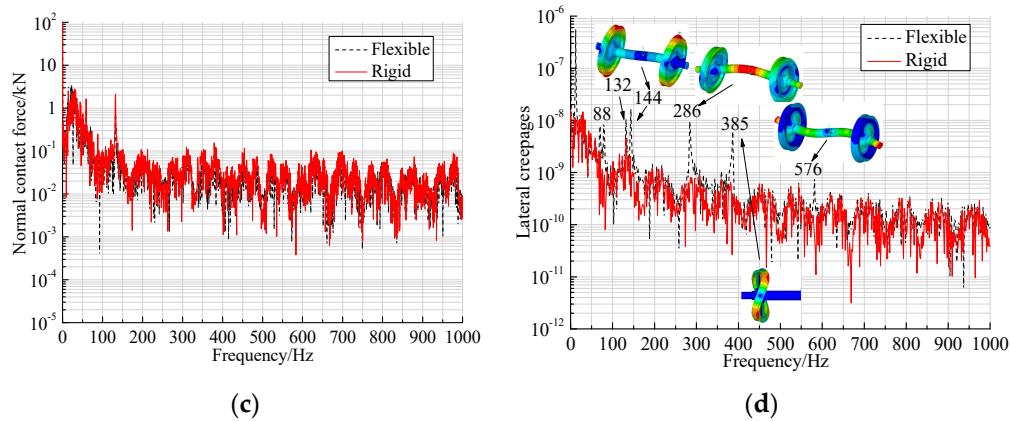 10^2
10^1
1
10^-1
10^-2
10^-3
10^-4
10^-5
Normal contact force/kN
Flexible
Rigid
0 100 200 300 400 500 600 700 800 900 1000
Frequency/Hz
(c)
10^-6
10^-7
10^-8
10^-9
10^-10
10^-11
10^-12
Lateral creepages
Flexible
Rigid
88
132
144
286
385
576
0 100 200 300 400 500 600 700 800 900 1000
Frequency/Hz
(d)